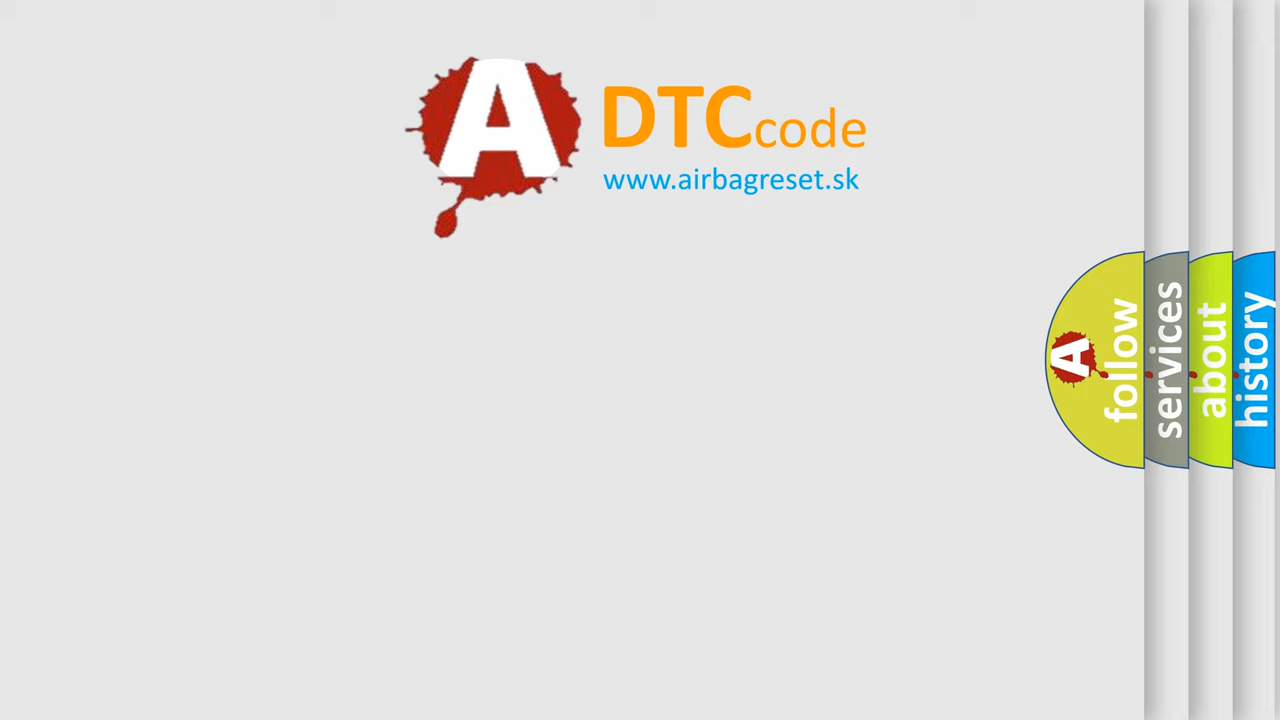 A
DTCcode
www.airbagreset.sk
A
follow
services
about
history